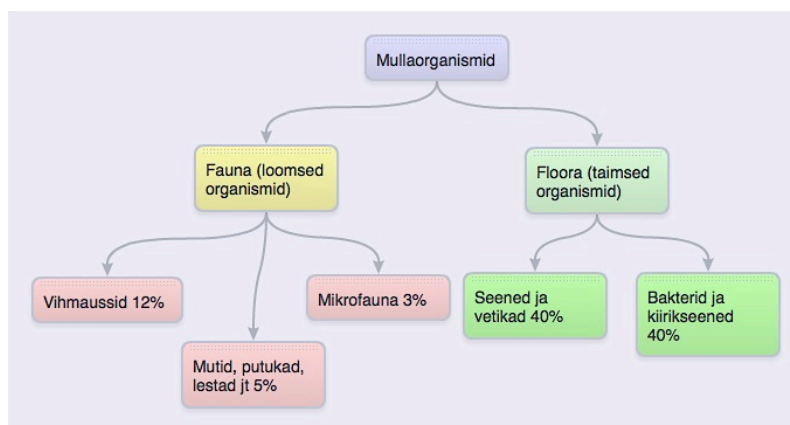 Mullaorganismid
Fauna (loomsed
organismid)
Floora (taimsed
organismid)
Vihmaussid 12%
Mutid, putukad,
lestad jt 5%
Mikrofauna 3%
Seened ja
vetikad 40%
Bakterid ja
kiirikseened
40%